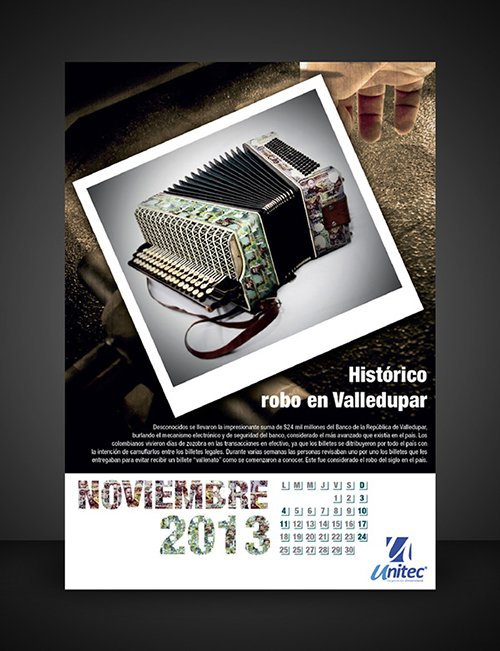 Histórico
robo en Valledupar
Desconocidos se llevaron la impresionante suma de $24 mil millones del Banco de la República de Valledupar,
burlando el mecanismo electrónico y de seguridad del banco, considerado el más avanzado que existía en el país. Los
colombianos vivieron días de zozobra en las transacciones en efectivo, ya que los billetes se distribuyeron por todo el país con
la intención de camuflarlos entre los billetes legales. Durante varias semanas las personas revisaban uno por uno los billetes que les
entregaban para evitar recibir un billete "vallenato" como se comenzaron a conocer. Este fue considerado el robo del siglo en el país.
NOVIEMBRE
2013
L M M J V S D
1 2 3
4 5 6 7 8 9 10
11 12 13 14 15 16 17
18 19 20 21 22 23 24
25 26 27 28 29 30
Unitec